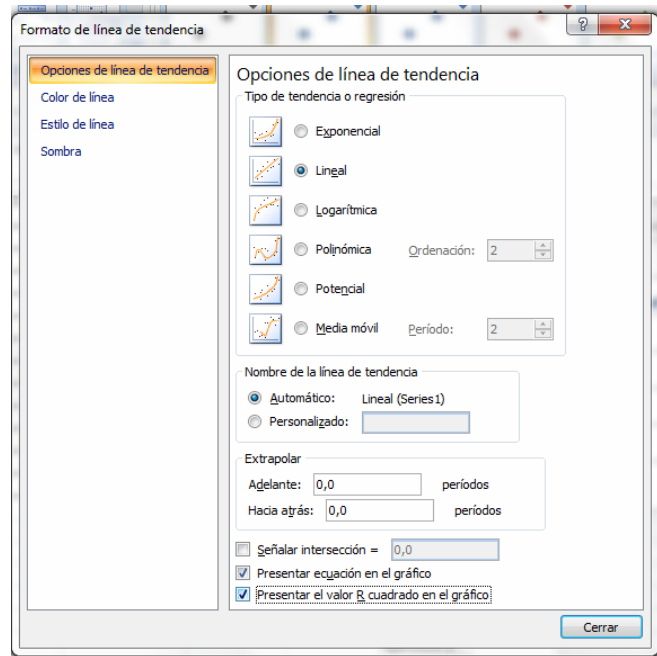 Formato de línea de tendencia
Opciones de línea de tendencia
Color de línea
Estilo de línea
Sombra
Opciones de línea de tendencia
Tipo de tendencia o regresión
Exponencial
Lineal
Logarítmica
Polinómica Ordenación: 2
Potencial
Media móvil Período: 2
Nombre de la línea de tendencia
Automático: Lineal (Series1)
Personalizado:
Extrapolar
Adelante: 0,0 períodos
Hacia atrás: 0,0 períodos
Señalar intersección = 0,0
Presentar ecuación en el gráfico
Presentar el valor R cuadrado en el gráfico
Cerrar